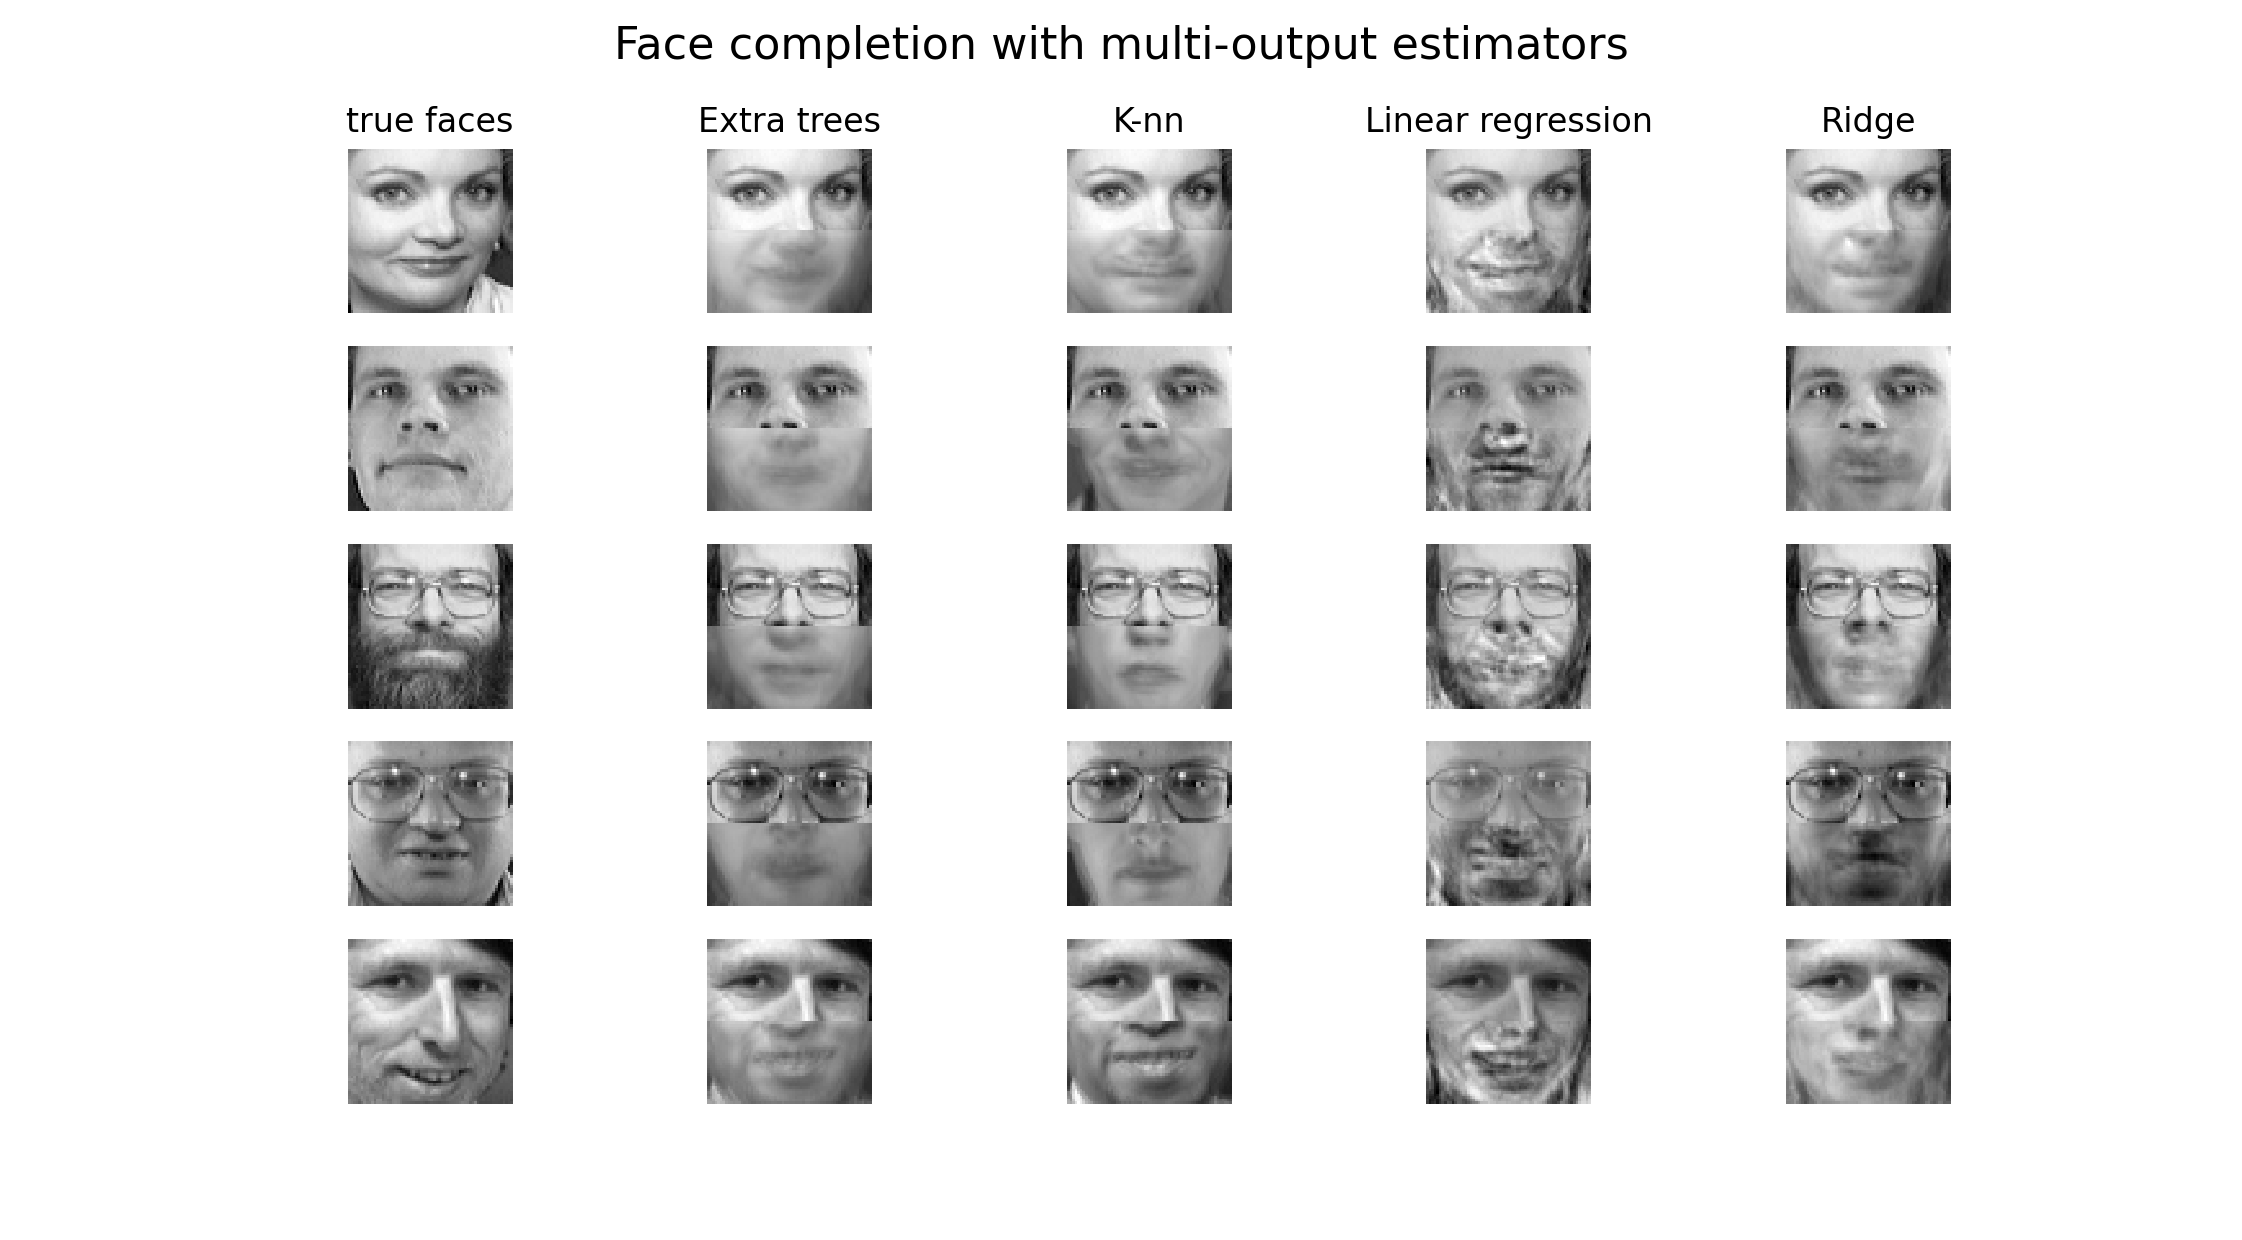 Face completion with multi-output estimators
true faces
Extra trees
K-nn
Linear regression
Ridge